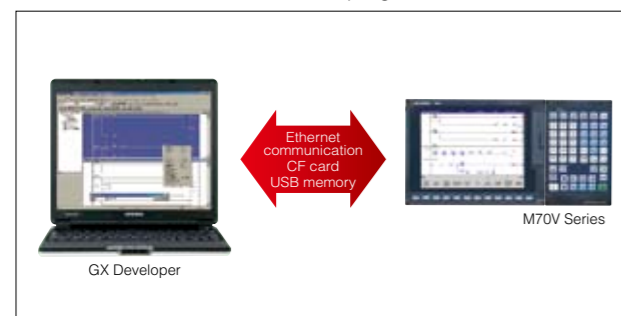 Ethernet
communication
CF card
USB memory
M70V Series
GX Developer